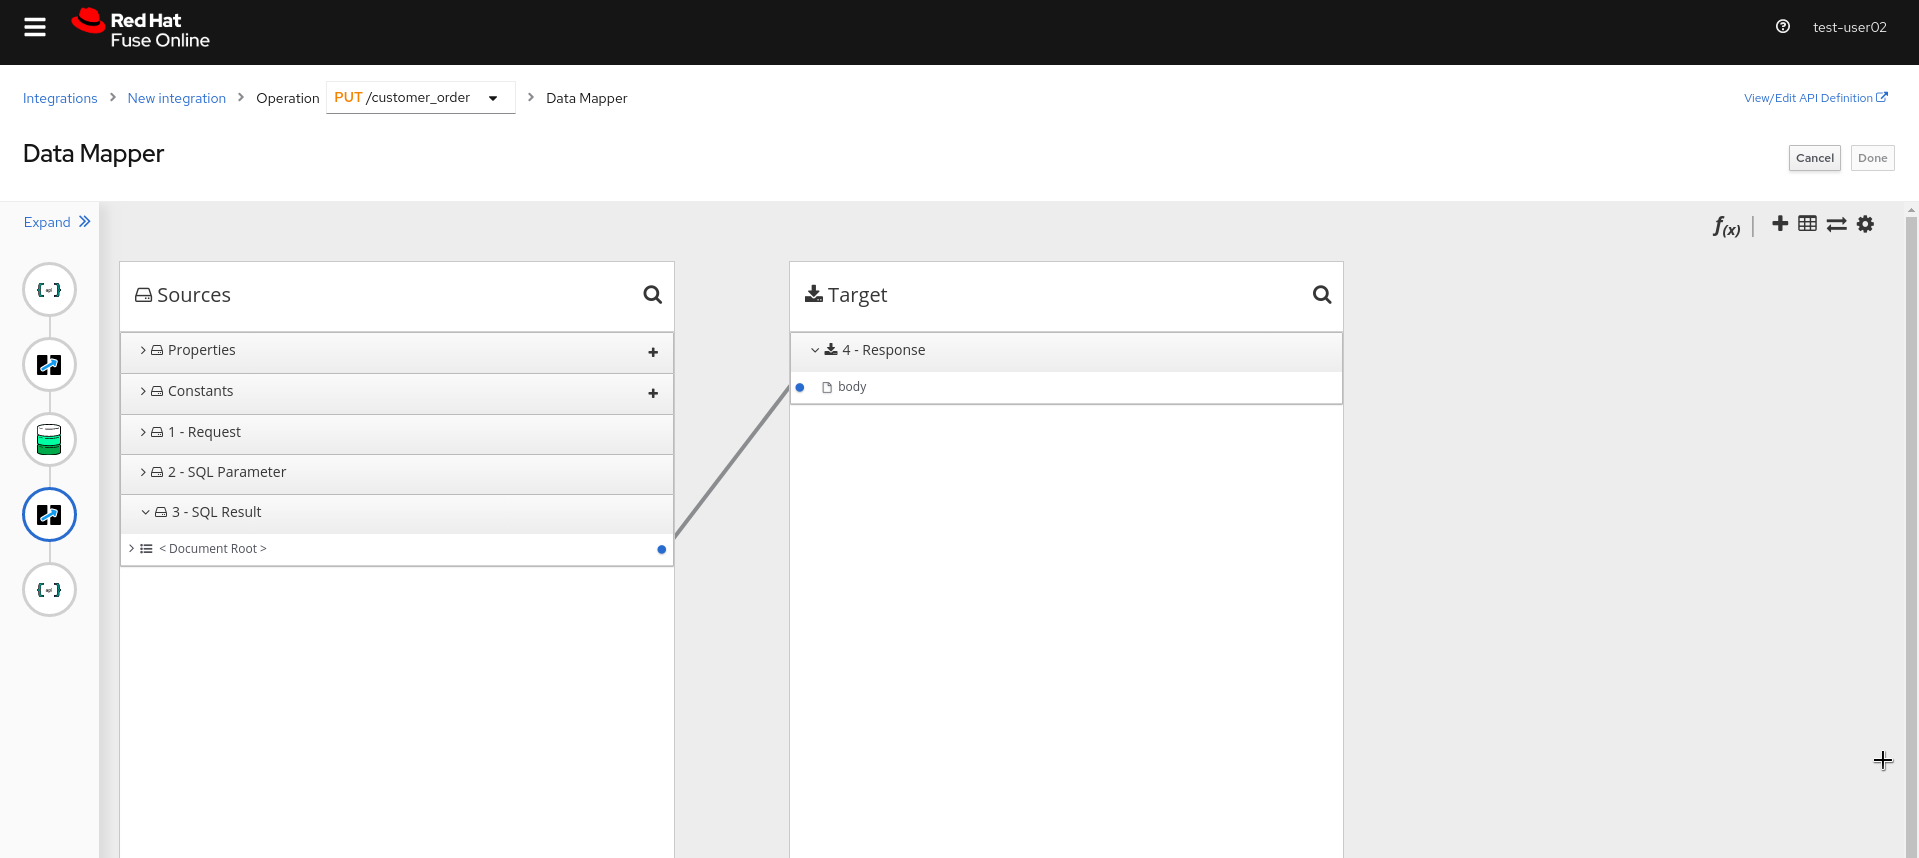 Red Hat
Fuse Online
test-user02
Integrations > New integration > Operation PUT /customer_order > Data Mapper
View/Edit API Definition
Data Mapper
Cancel
Done
Expand
f(x)
Sources
Target
Properties
4 - Response
Constants
body
1 - Request
2 - SQL Parameter
3 - SQL Result
< Document Root >
{api}
{api}